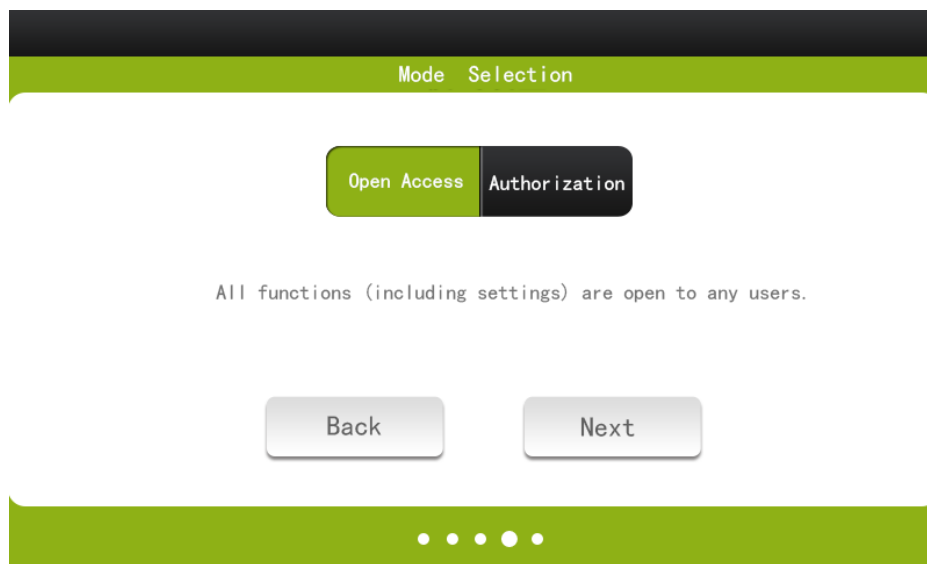 Mode Selection
Open Access Authorization
All functions (including settings) are open to any users.
Back Next